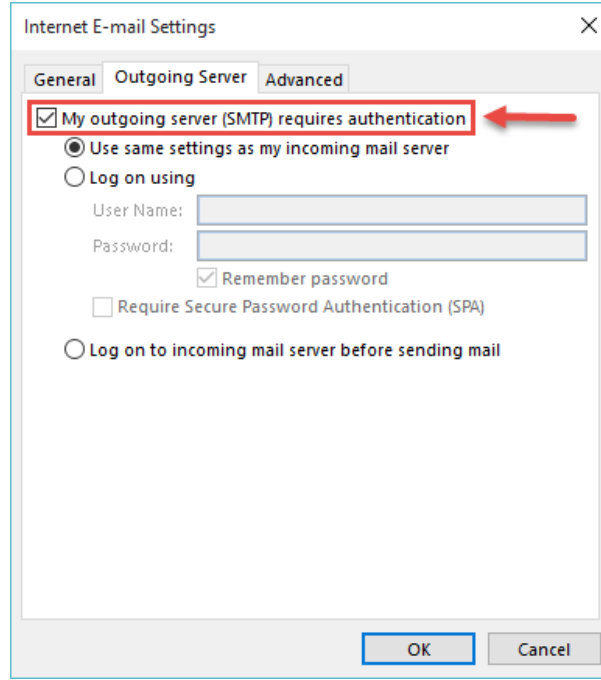 Internet E-mail Settings
General Outgoing Server Advanced
My outgoing server (SMTP) requires authentication
Use same settings as my incoming mail server
Log on using
User Name:
Password:
Remember password
Require Secure Password Authentication (SPA)
Log on to incoming mail server before sending mail
OK Cancel